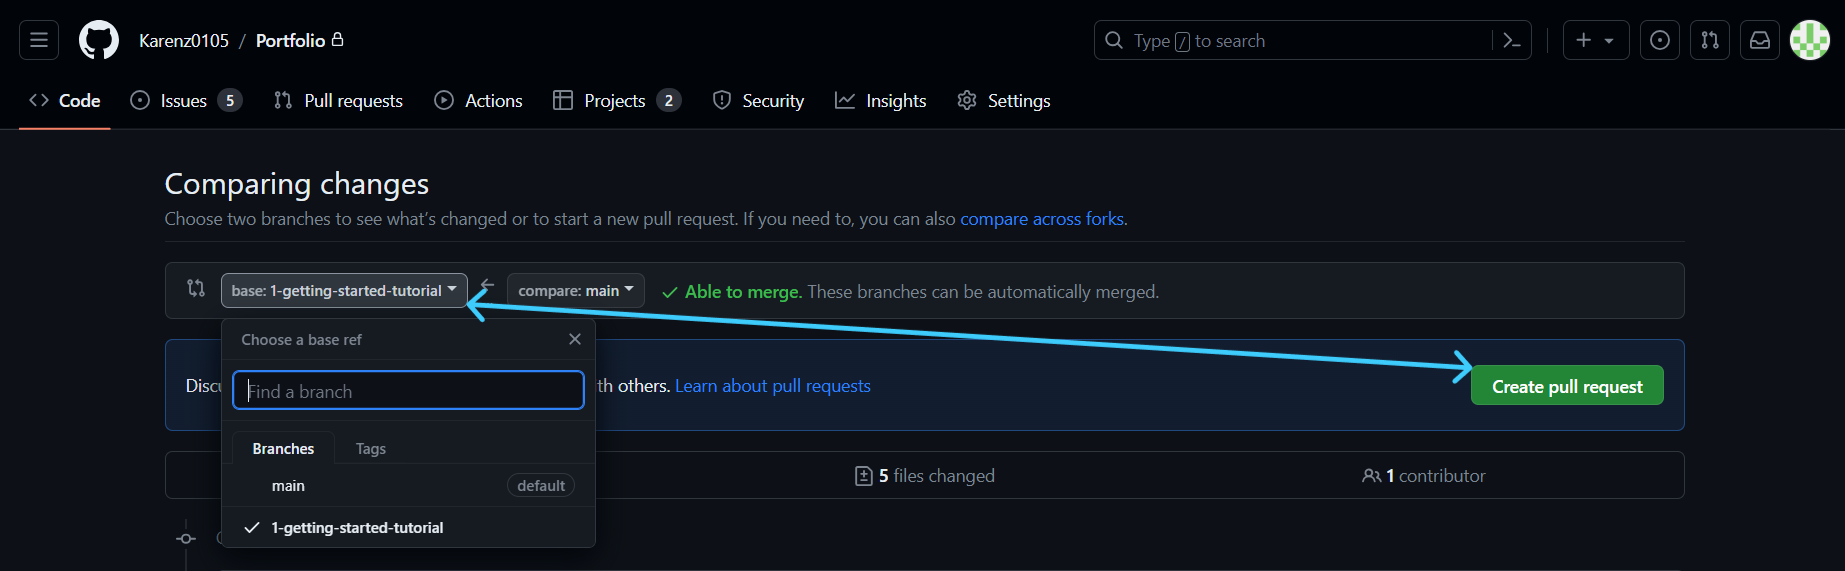 Karenz0105 / Portfolio
Type / to search
Code Issues 5 Pull requests Actions Projects 2 Security Insights Settings
Comparing changes
Choose two branches to see what's changed or to start a new pull request. If you need to, you can also compare across forks.
base: 1-getting-started-tutorial compare: main Able to merge. These branches can be automatically merged.
Choose a base ref
Find a branch
th others. Learn about pull requests
Create pull request
Branches Tags
main default
1-getting-started-tutorial
5 files changed
1 contributor